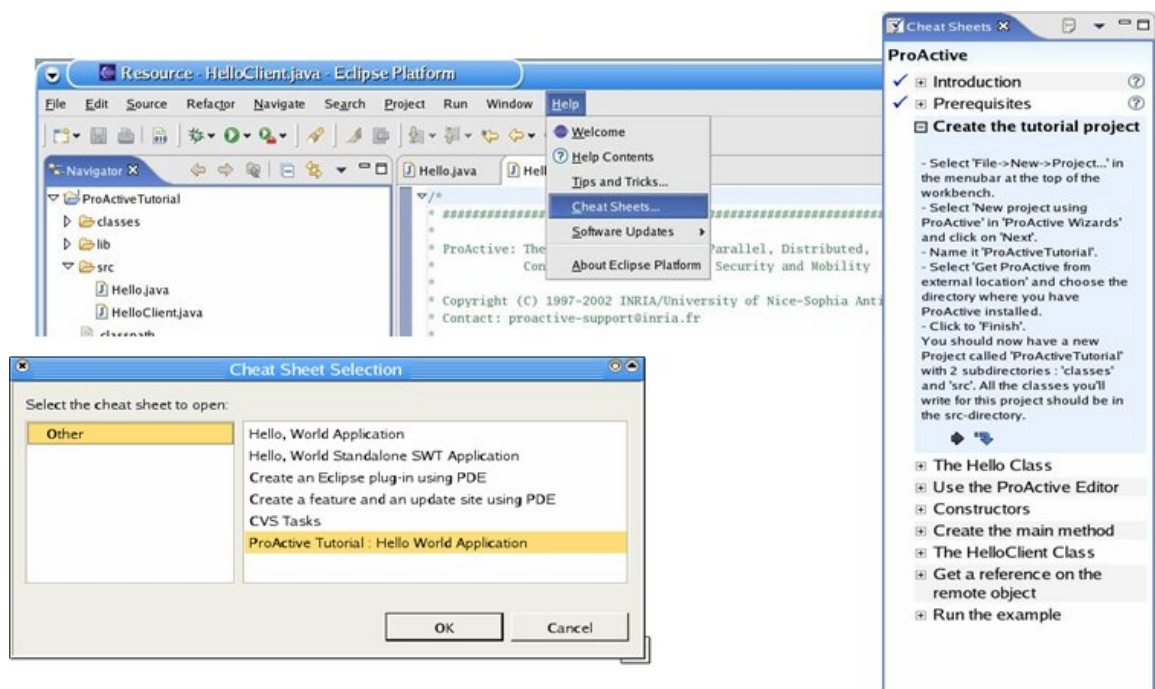 Resource - HelloClient.java - Eclipse Platform
File Edit Source Refactor Navigate Search Project Run Window Help
Welcome
Help Contents
Tips and Tricks...
Cheat Sheets...
Software Updates
About Eclipse Platform
Navigator
ProActiveTutorial
classes
lib
src
Hello.java
HelloClient.java
.classpath
Hello.java Hell
/*
* ################################################
*
* ProActive: The Parallel, Distributed,
* Con Security and Mobility
*
* Copyright (C) 1997-2002 INRIA/University of Nice-Sophia Anti
* Contact: proactive-support@inria.fr
*
Cheat Sheet Selection
Select the cheat sheet to open:
Other
Hello, World Application
Hello, World Standalone SWT Application
Create an Eclipse plug-in using PDE
Create a feature and an update site using PDE
CVS Tasks
ProActive Tutorial : Hello World Application
OK Cancel
Cheat Sheets
ProActive
Introduction
Prerequisites
Create the tutorial project
- Select 'File->New->Project...' in
the menubar at the top of the
workbench.
- Select 'New project using
ProActive' in 'ProActive Wizards'
and click on 'Next'.
- Name it 'ProActiveTutorial'.
- Select 'Get ProActive from
external location' and choose the
directory where you have
ProActive installed.
- Click to 'Finish'.
You should now have a new
Project called 'ProActiveTutorial'
with 2 subdirectories : 'classes'
and 'src'. All the classes you'll
write for this project should be in
the src-directory.
The Hello Class
Use the ProActive Editor
Constructors
Create the main method
The HelloClient Class
Get a reference on the
remote object
Run the example